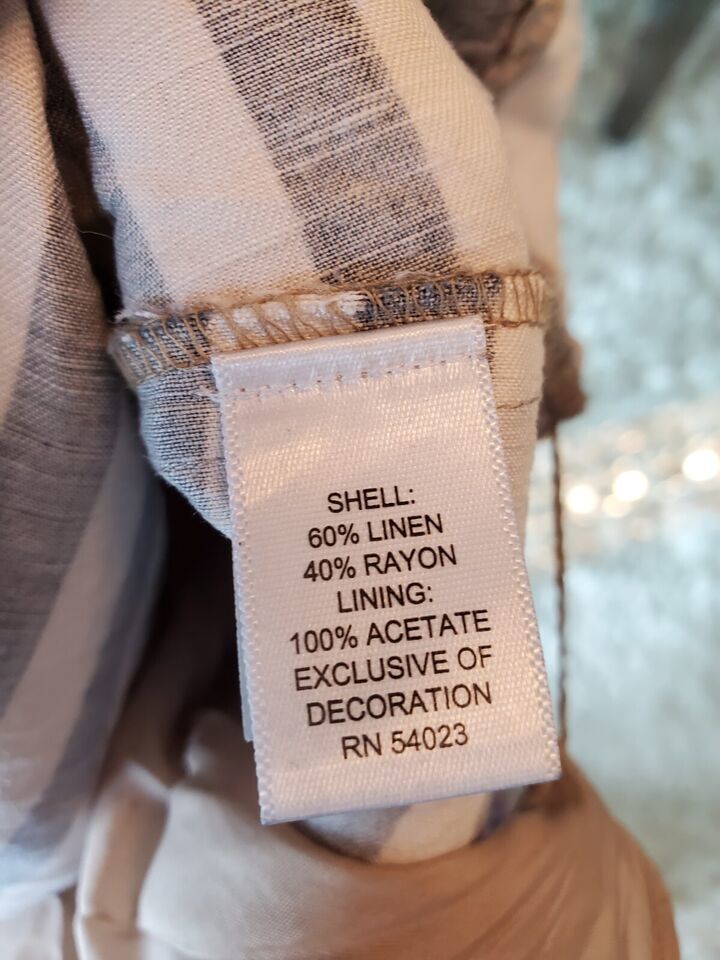 SHELL:
60% LINEN
40% RAYON
LINING:
100% ACETATE
EXCLUSIVE OF
DECORATION
RN 54023